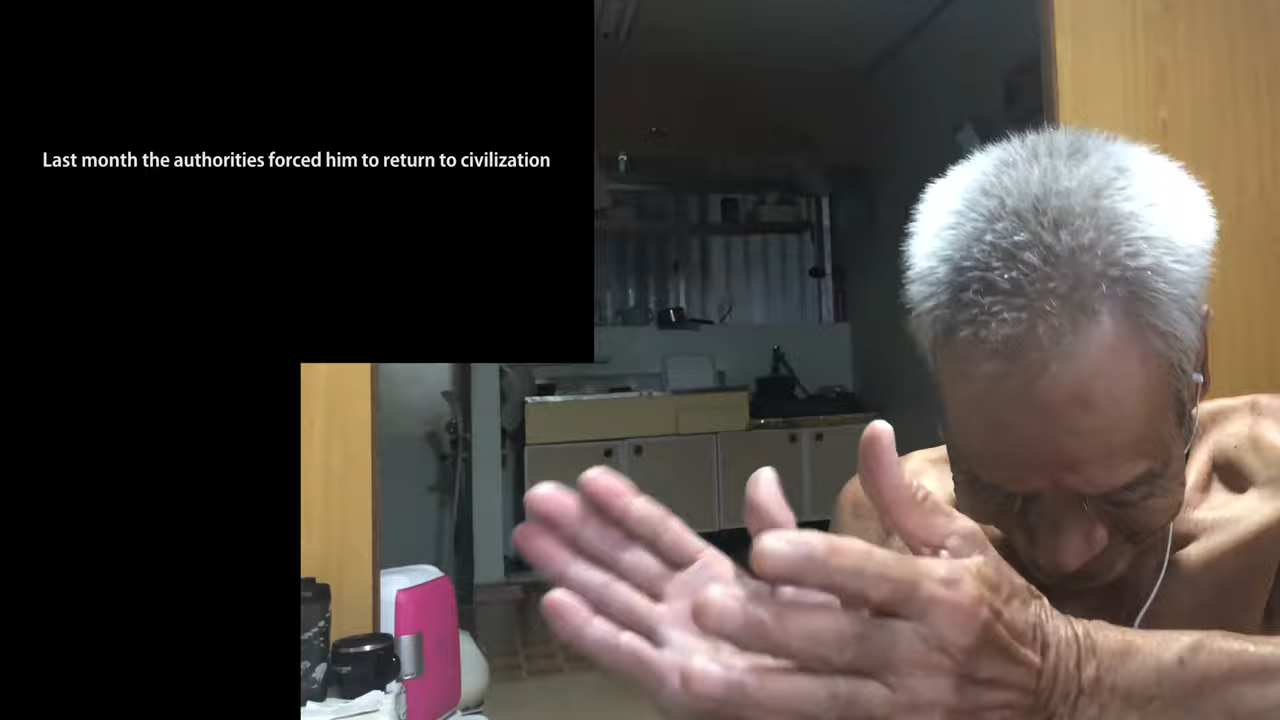 Last month the authorities forced him to return to civilization